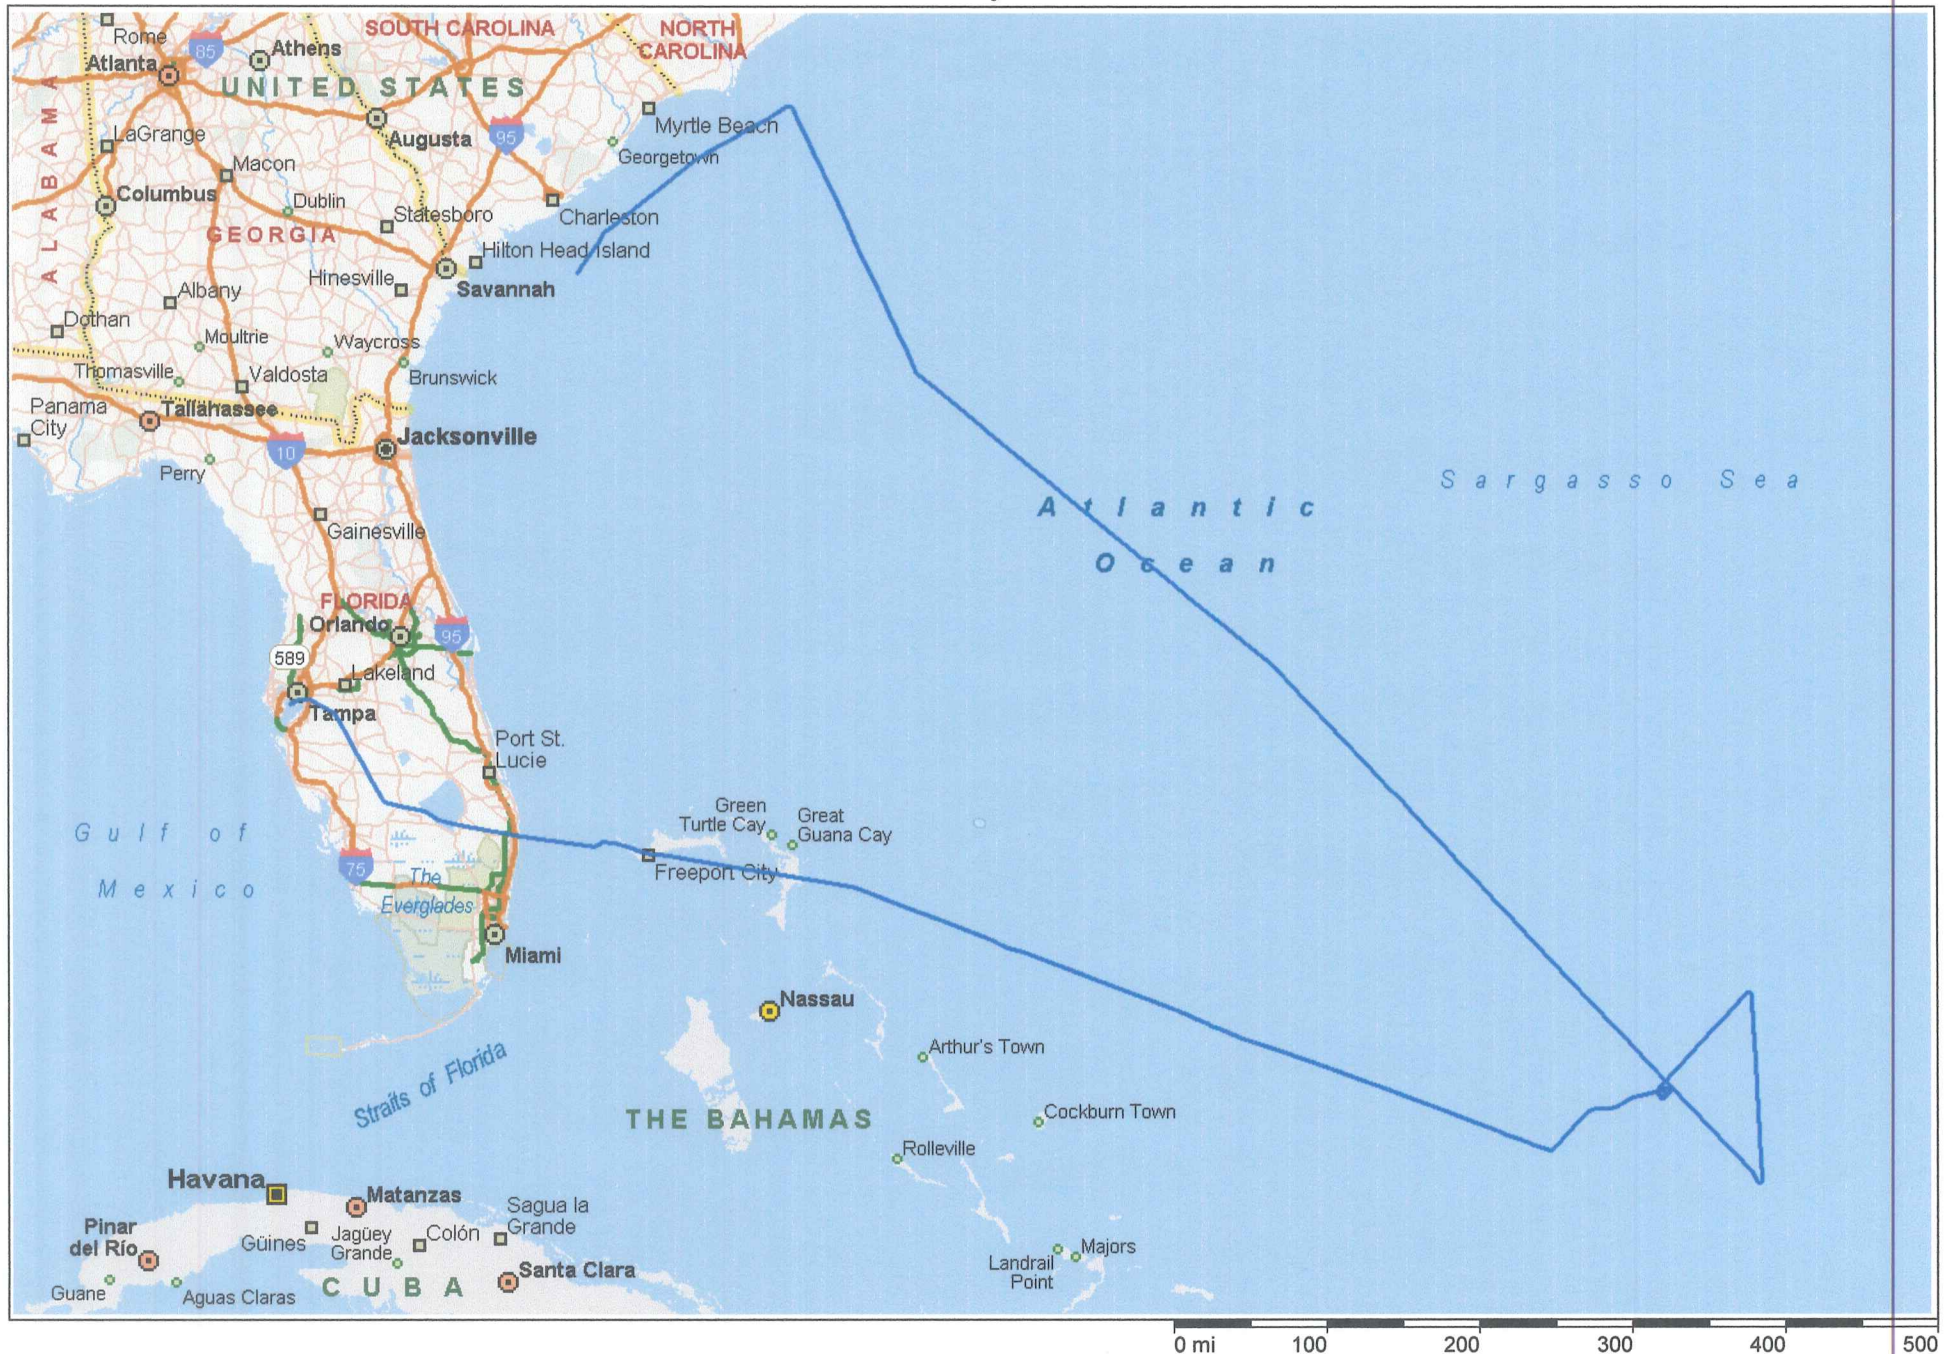 SOUTH CAROLINA
NORTH
CAROLINA
Rome
85
Athens
Atlanta
UNITED STATES
ALABAMA
Myrtle Beach
LaGrange
Augusta
95
Georgetown
Macon
Columbus
Dublin
Statesboro
Charleston
GEORGIA
Hilton Head Island
Hinesville
Savannah
Albany
Dothan
Moultrie
Waycross
Thomasville
Valdosta
Brunswick
Panama
City
Tallahassee
Jacksonville
10
Perry
Sargasso Sea
Atlantic
Ocean
Gainesville
FLORIDA
Orlando
95
589
Lakeland
Tampa
Port St.
Lucie
Green
Turtle Cay
Great
Guana Cay
Gulf of
Mexico
75
The
Everglades
Freeport City
Miami
Nassau
Arthur's Town
Straits of Florida
THE BAHAMAS
Cockburn Town
Rolleville
Havana
Matanzas
Sagua la
Grande
Pinar
del Río
Güines
Jagüey
Grande
Colón
Majors
Landrail
Point
Santa Clara
Guane
Aguas Claras
CUBA
0 mi 100 200 300 400 500